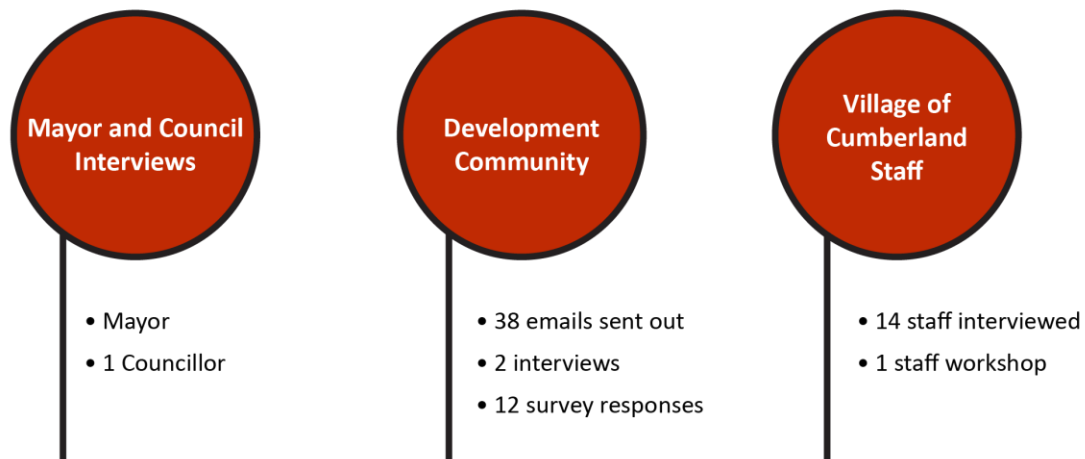 Mayor and Council
Interviews
• Mayor
• 1 Councillor
Development
Community
• 38 emails sent out
• 2 interviews
• 12 survey responses
Village of
Cumberland
Staff
• 14 staff interviewed
• 1 staff workshop